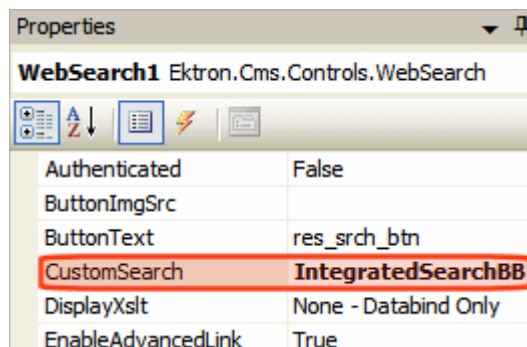 Properties
WebSearch1 Ektron.Cms.Controls.WebSearch
Authenticated False
ButtonImgSrc
ButtonText res_srch_btn
CustomSearch IntegratedSearchBB
DisplayXslt None - Databind Only
EnableAdvancedLink True